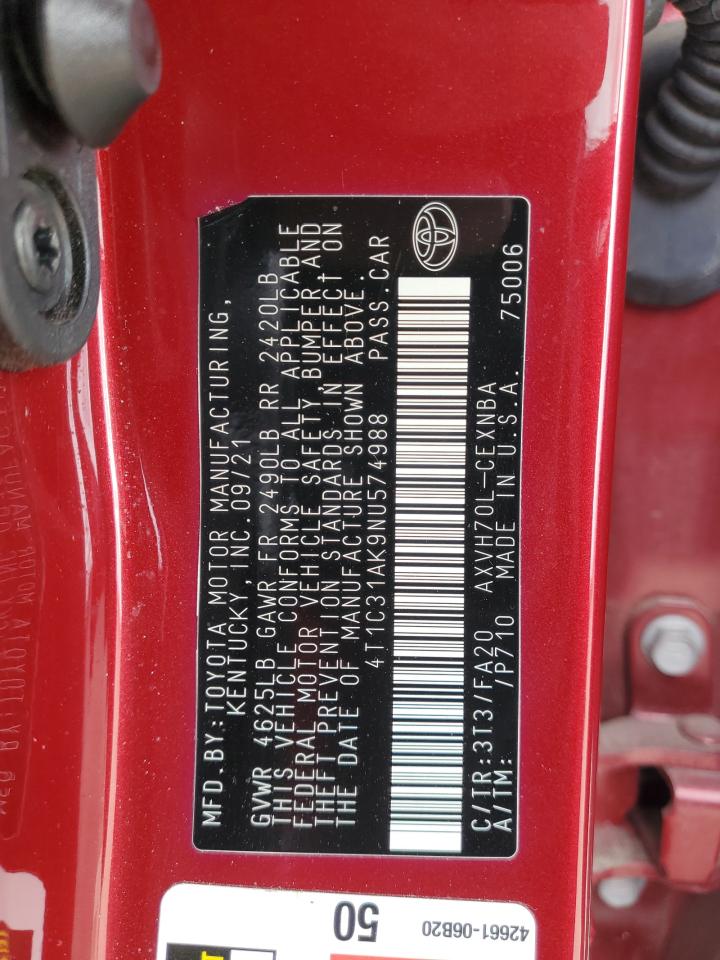 MFD.BY:TOYOTA MOTOR MANUFACTURING,
KENTUCKY, INC.09/21
GVWR 4625LB GAWR FR 2490LB RR 2420LB
THIS VEHICLE CONFORMS TO ALL APPLICABLE
FEDERAL MOTOR VEHICLE SAFETY, BUMPER, AND
THEFT PREVENTION STANDARDS IN EFFECT ON
THE DATE OF MANUFACTURE SHOWN ABOVE.
4T1C31AK9NU574988 PASS.CAR
C/TR:3T3/FA20 AXVH70L-CEXNBA 75006
A/TM: /P710 MADE IN U.S.A.
50
42661-06B20